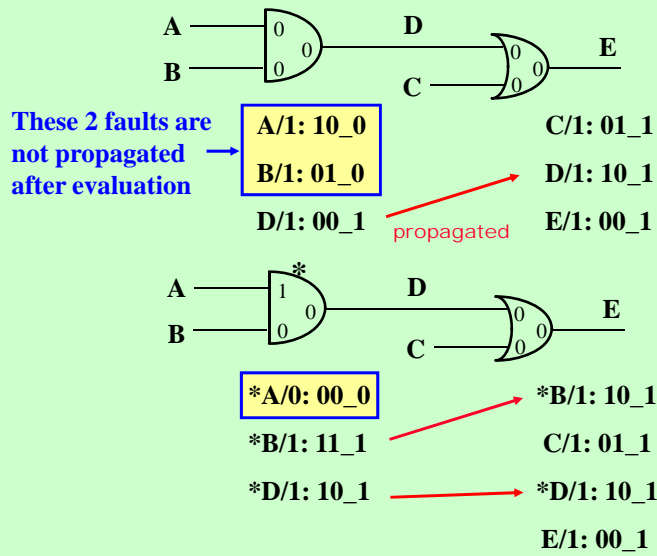 A 0 0 D 0 E
B 0 C 0 0
These 2 faults are
not propagated
after evaluation
A/1: 10_0
B/1: 01_0
D/1: 00_1
propagated
C/1: 01_1
D/1: 10_1
E/1: 00_1
*
A 1 0 D 0 E
B 0 C 0 0
*A/0: 00_0
*B/1: 11_1
*D/1: 10_1
*B/1: 10_1
C/1: 01_1
*D/1: 10_1
E/1: 00_1